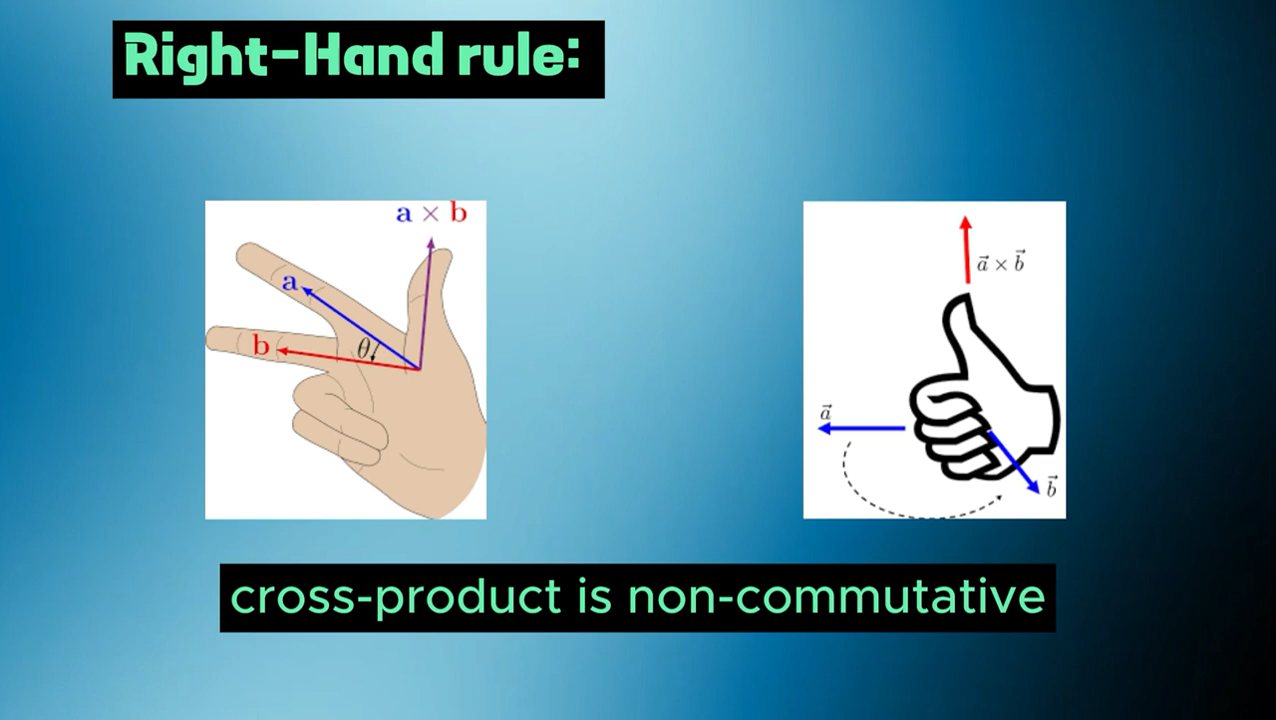 Right-Hand rule:
a × b
a
θ
b
a⃗ × b⃗
a⃗
b⃗
cross-product is non-commutative